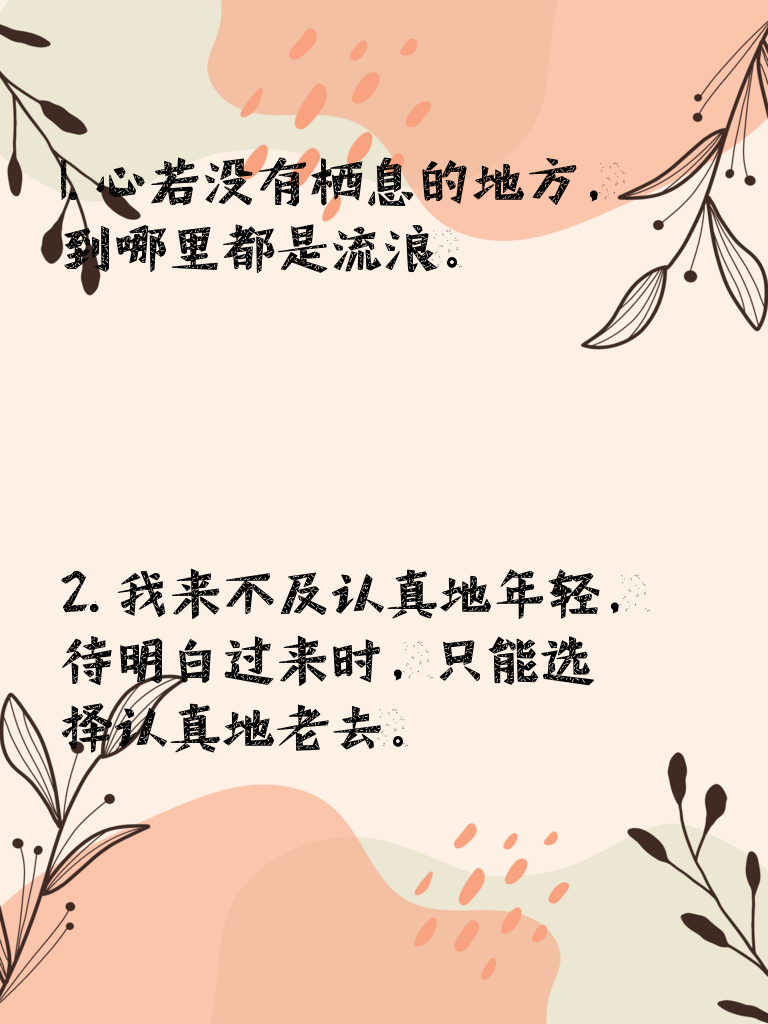 1. 心若没有栖息的地方，
到哪里都是流浪。
2. 我来不及认真地年轻，
待明白过来时，只能选
择认真地老去。